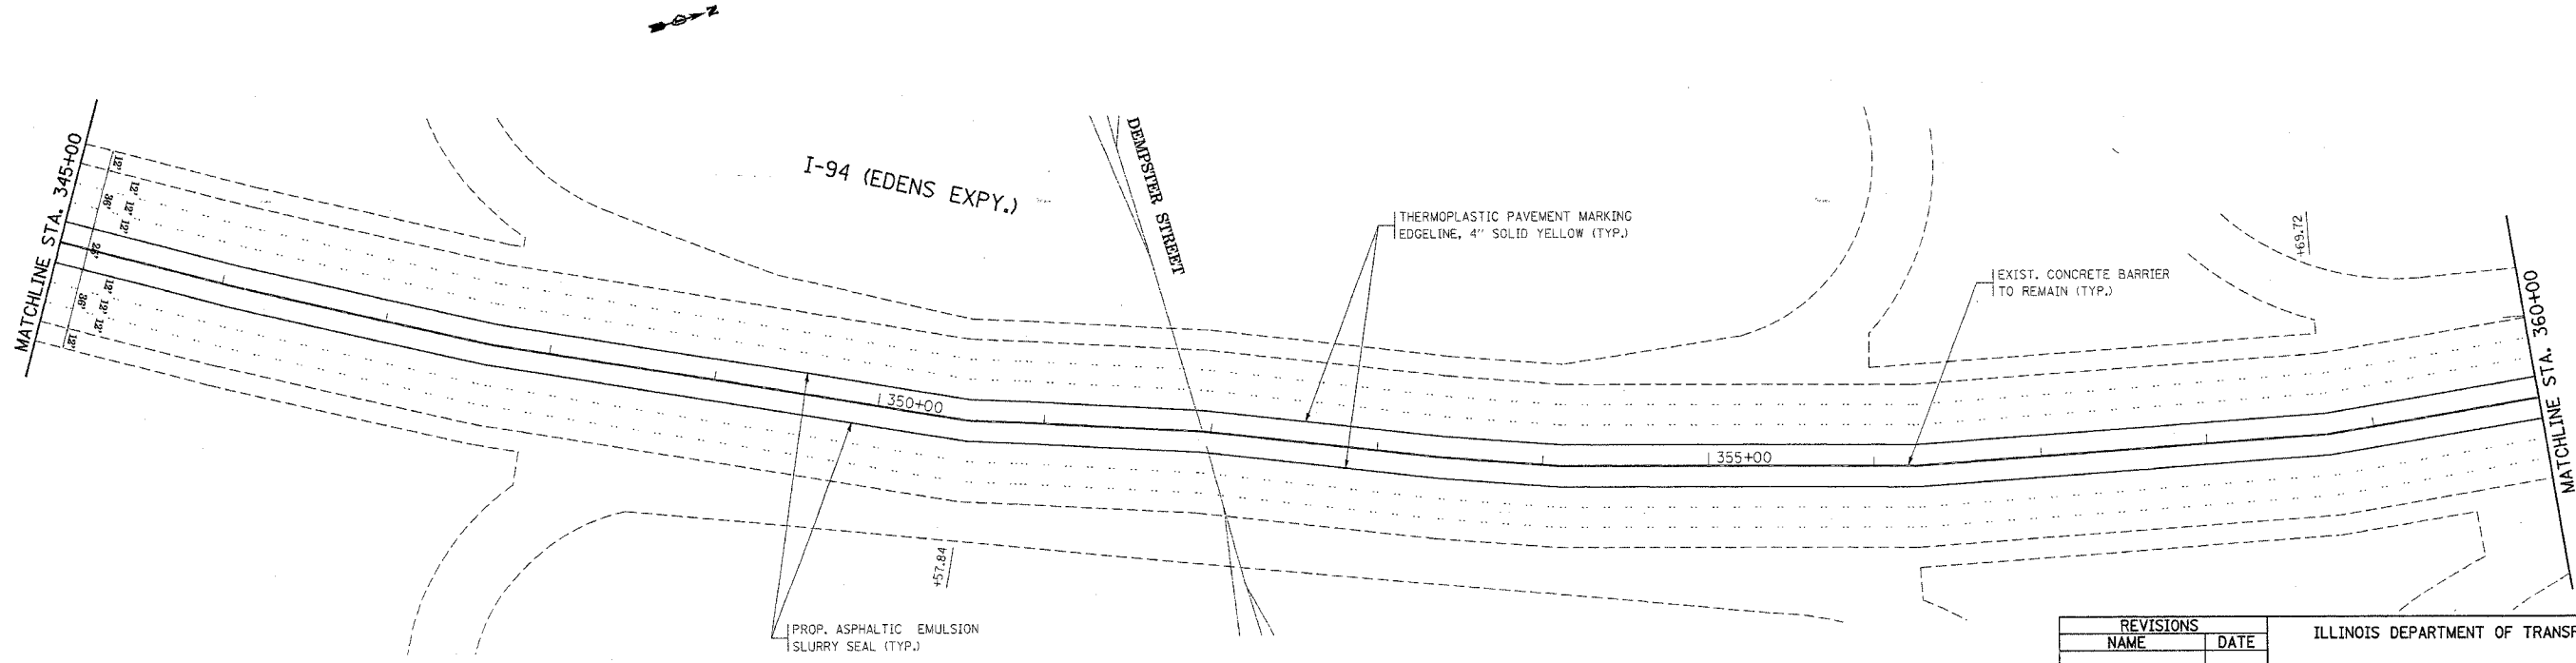 N
MATCHLINE STA. 345+00
12'
36'
12' 12' 12'
24'
12' 12' 12'
36'
12'
I-94 (EDENS EXPY.)
DEMPSTER STREET
THERMOPLASTIC PAVEMENT MARKING
EDGELINE, 4" SOLID YELLOW (TYP.)
+69.72
EXIST. CONCRETE BARRIER
TO REMAIN (TYP.)
MATCHLINE STA. 360+00
350+00
355+00
+57.84
PROP. ASPHALTIC EMULSION
SLURRY SEAL (TYP.)
REVISIONS
NAME DATE
ILLINOIS DEPARTMENT OF TRANSF